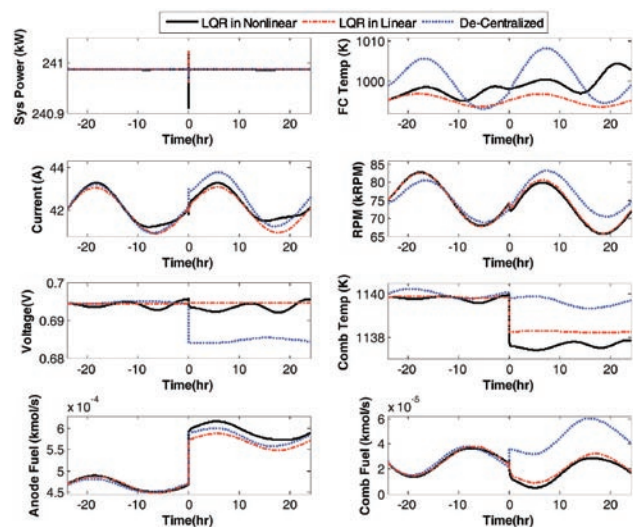 LQR in Nonlinear LQR in Linear De-Centralized
Sys Power (kW)
241
240.9
-20 -10 0 10 20
Time(hr)
FC Temp (K)
1010
1000
-20 -10 0 10 20
Time(hr)
Current (A)
44
42
-20 -10 0 10 20
Time(hr)
RPM (kRPM)
85
80
75
70
65
-20 -10 0 10 20
Time(hr)
Voltage(V)
0.7
0.69
0.68
-20 -10 0 10 20
Time(hr)
Comb Temp (K)
1140
1138
-20 -10 0 10 20
Time(hr)
Anode Fuel (kmol/s)
x 10⁻⁴
6
5.5
5
4.5
-20 -10 0 10 20
Time(hr)
Comb Fuel (kmol/s)
x 10⁻⁵
6
4
2
0
-20 -10 0 10 20
Time(hr)